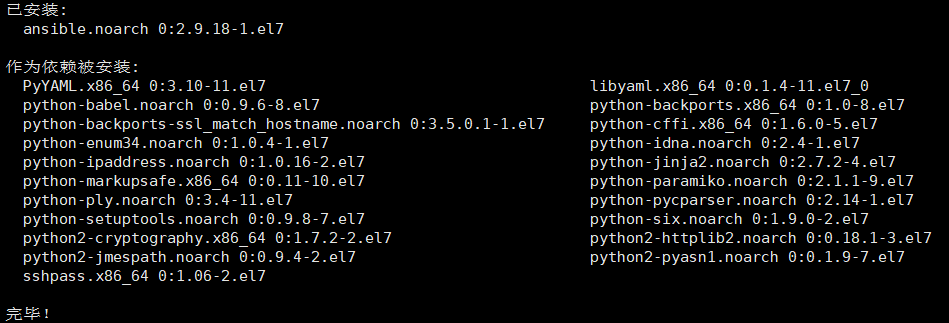 已安装:
ansible.noarch 0:2.9.18-1.el7
作为依赖被安装:
PyYAML.x86_64 0:3.10-11.el7 libyaml.x86_64 0:0.1.4-11.el7_0
python-babel.noarch 0:0.9.6-8.el7 python-backports.x86_64 0:1.0-8.el7
python-backports-ssl_match_hostname.noarch 0:3.5.0.1-1.el7 python-cffi.x86_64 0:1.6.0-5.el7
python-enum34.noarch 0:1.0.4-1.el7 python-idna.noarch 0:2.4-1.el7
python-ipaddress.noarch 0:1.0.16-2.el7 python-jinja2.noarch 0:2.7.2-4.el7
python-markupsafe.x86_64 0:0.11-10.el7 python-paramiko.noarch 0:2.1.1-9.el7
python-ply.noarch 0:3.4-11.el7 python-pycparser.noarch 0:2.14-1.el7
python-setuptools.noarch 0:0.9.8-7.el7 python-six.noarch 0:1.9.0-2.el7
python2-cryptography.x86_64 0:1.7.2-2.el7 python2-httplib2.noarch 0:0.18.1-3.el7
python2-jmespath.noarch 0:0.9.4-2.el7 python2-pyasn1.noarch 0:0.1.9-7.el7
sshpass.x86_64 0:1.06-2.el7
完毕!